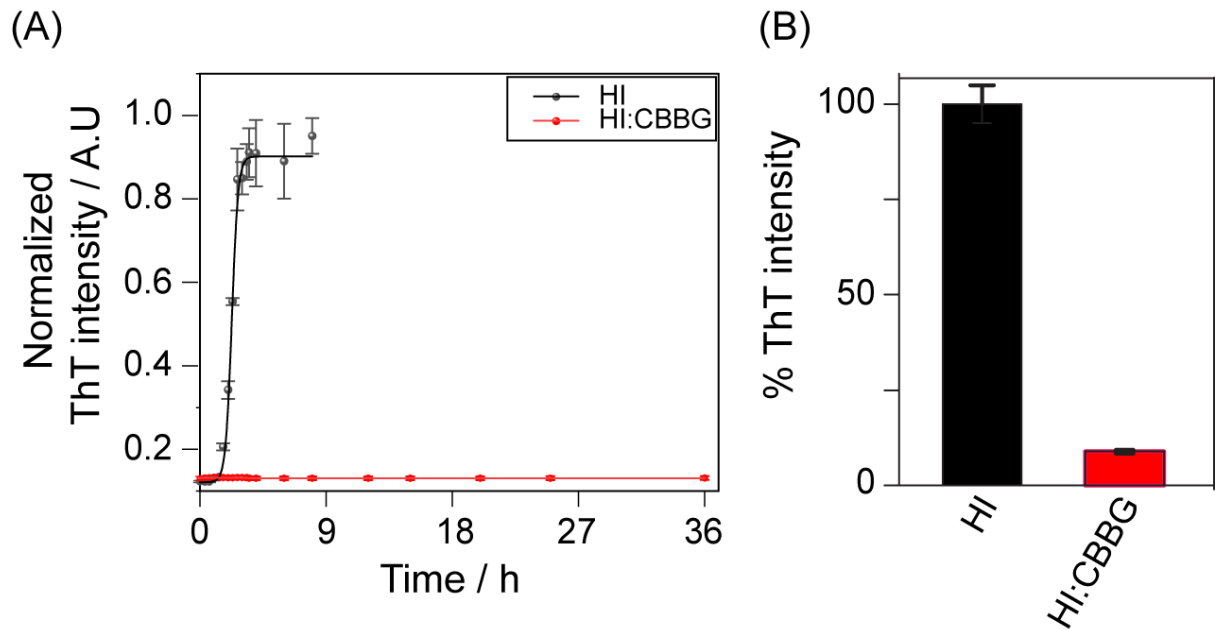 (A)
(B)
Normalized
ThT intensity / A.U
1.0
0.8
0.6
0.4
0.2
HI
HI:CBBG
0
9
18
27
36
Time / h
% ThT intensity
100
50
0
HI
HI:CBBG